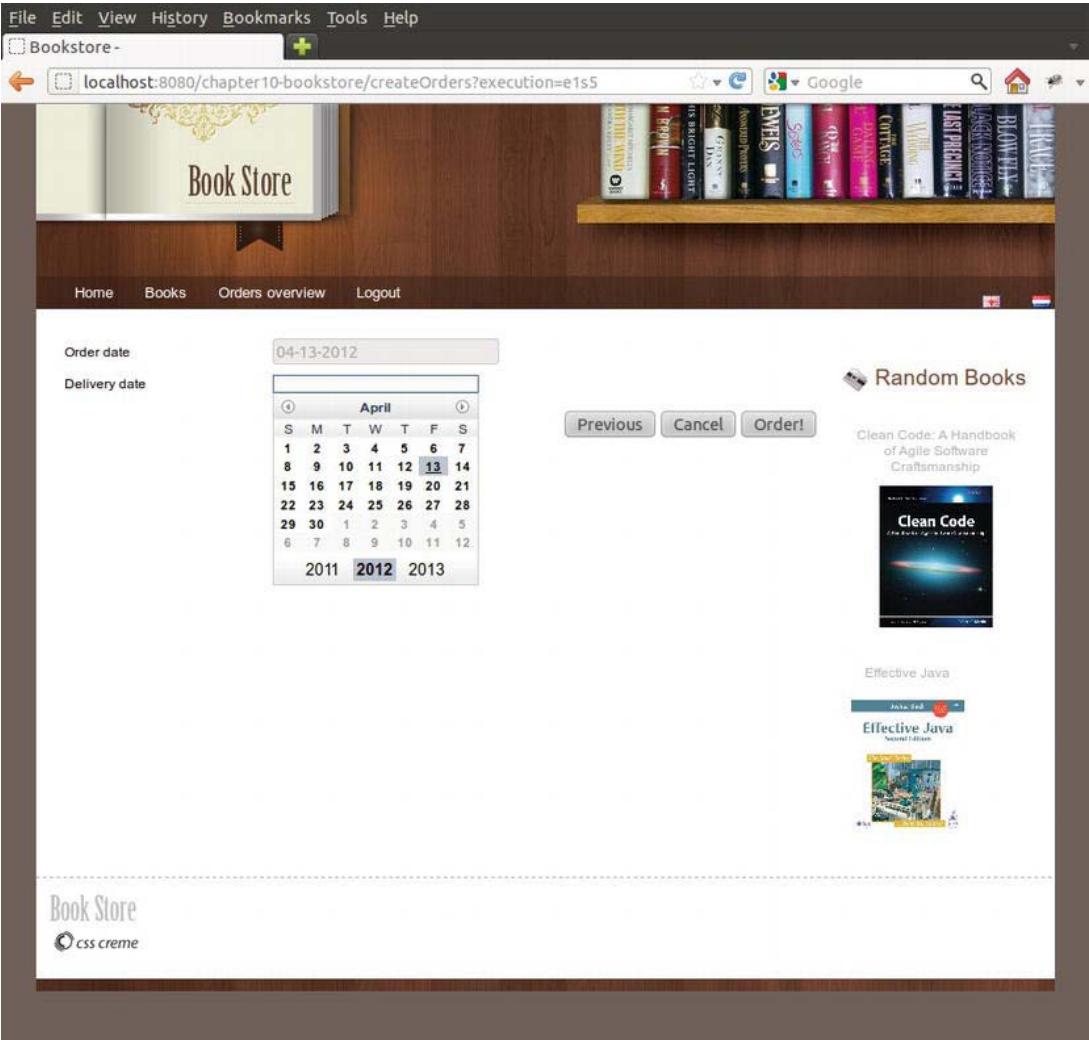 File Edit View History Bookmarks Tools Help
Bookstore -
localhost:8080/chapter10-bookstore/createOrders?execution=e1s5
Google
Book Store
Home Books Orders overview Logout
Order date 04-13-2012
Delivery date
April
S M T W T F S
1 2 3 4 5 6 7
8 9 10 11 12 13 14
15 16 17 18 19 20 21
22 23 24 25 26 27 28
29 30 1 2 3 4 5
6 7 8 9 10 11 12
2011 2012 2013
Previous Cancel Order!
Random Books
Clean Code: A Handbook
of Agile Software
Craftsmanship
Clean Code
Effective Java
Effective Java
Second Edition
Book Store
css creme